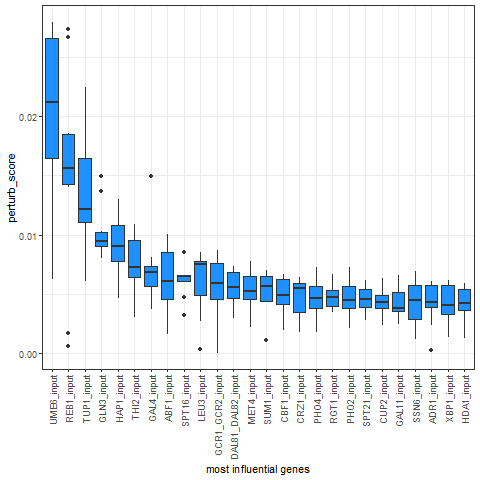 perturb_score
0.02
0.01
0.00
UME6_input
REB1_input
TUP1_input
GLN3_input
HAP1_input
THI2_input
GAL4_input
ABF1_input
SPT16_input
LEU3_input
GCR1_GCR2_input
DAL81_DAL82_input
MET4_input
SUM1_input
CBF1_input
CRZ1_input
PHO4_input
RGT1_input
PHO2_input
SPT21_input
CUP2_input
GAL11_input
SSN6_input
ADR1_input
XBP1_input
HDA1_input
most influential genes